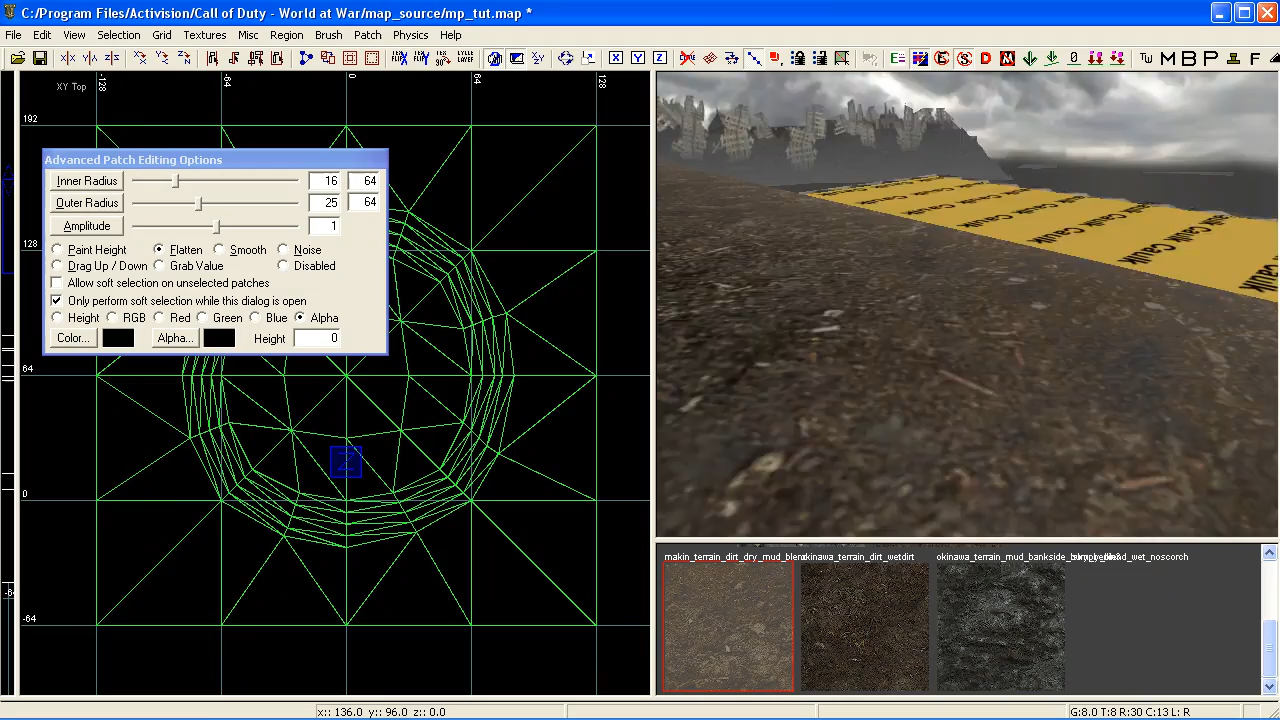 C:/Program Files/Activision/Call of Duty - World at War/map_source/mp_tut.map *
File Edit View Selection Grid Textures Misc Region Brush Patch Physics Help
XY Top
-128 -64 0 64 128
192
128
64
0
-64
Advanced Patch Editing Options
Inner Radius 16 64
Outer Radius 25 64
Amplitude 1
Paint Height Flatten Smooth Noise
Drag Up / Down Grab Value Disabled
Allow soft selection on unselected patches
Only perform soft selection while this dialog is open
Height RGB Red Green Blue Alpha
Color... Alpha... Height 0
Z
Caulk Caulk
makin_terrain_dirt_dry_mud_blend okinawa_terrain_dirt_wetdirt okinawa_terrain_mud_bankside
x:: 136.0 y:: 96.0 z:: 0.0
G:8.0 T:8 R:30 C:13 L: R